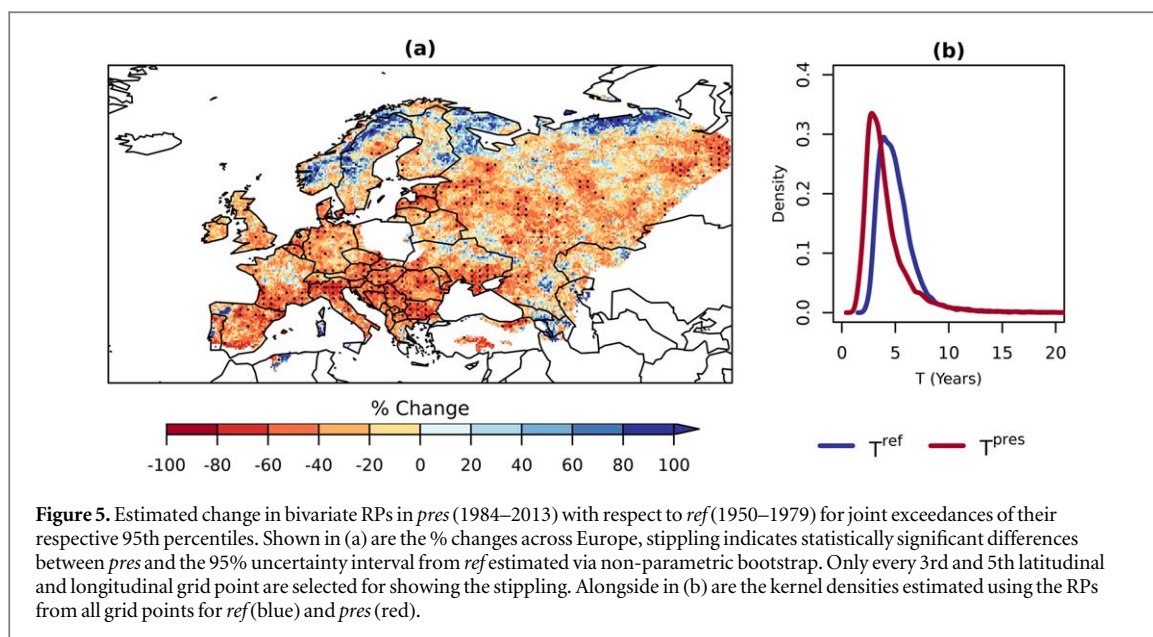 (a)
% Change
-100 -80 -60 -40 -20 0 20 40 60 80 100
(b)
Density
0.0 0.1 0.2 0.3 0.4
0 5 10 15 20
T (Years)
T^ref T^pres
Figure 5. Estimated change in bivariate RPs in pres (1984–2013) with respect to ref (1950–1979) for joint exceedances of their
respective 95th percentiles. Shown in (a) are the % changes across Europe, stippling indicates statistically significant differences
between pres and the 95% uncertainty interval from ref estimated via non-parametric bootstrap. Only every 3rd and 5th latitudinal
and longitudinal grid point are selected for showing the stippling. Alongside in (b) are the kernel densities estimated using the RPs
from all grid points for ref (blue) and pres (red).